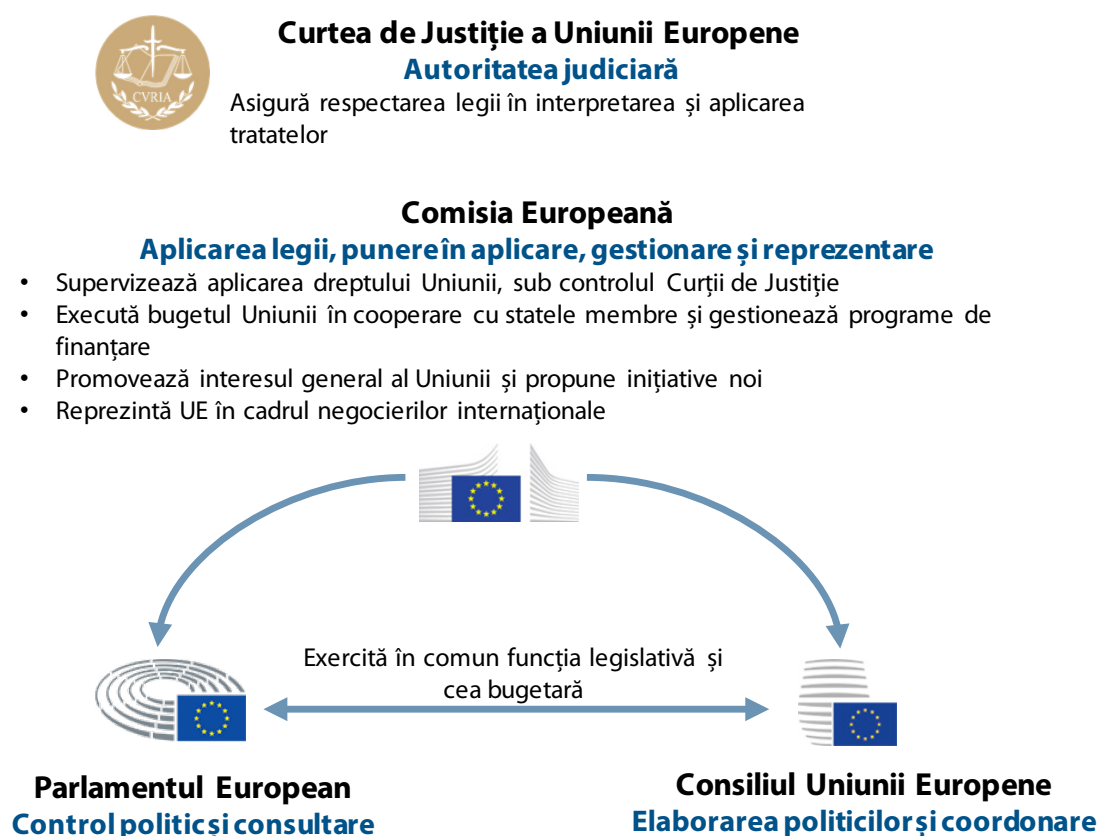 Curtea de Justiție a Uniunii Europene
Autoritatea judiciară
CVRIA
Asigură respectarea legii în interpretarea și aplicarea
tratatelor
Comisia Europeană
Aplicarea legii, punere în aplicare, gestionare și reprezentare
• Supervizează aplicarea dreptului Uniunii, sub controlul Curții de Justiție
• Execută bugetul Uniunii în cooperare cu statele membre și gestionează programe de
finanțare
• Promovează interesul general al Uniunii și propune inițiative noi
• Reprezintă UE în cadrul negocierilor internaționale
Exercită în comun funcția legislativă și
cea bugetară
Parlamentul European
Control politic și consultare
Consiliul Uniunii Europene
Elaborarea politicilor și coordonare